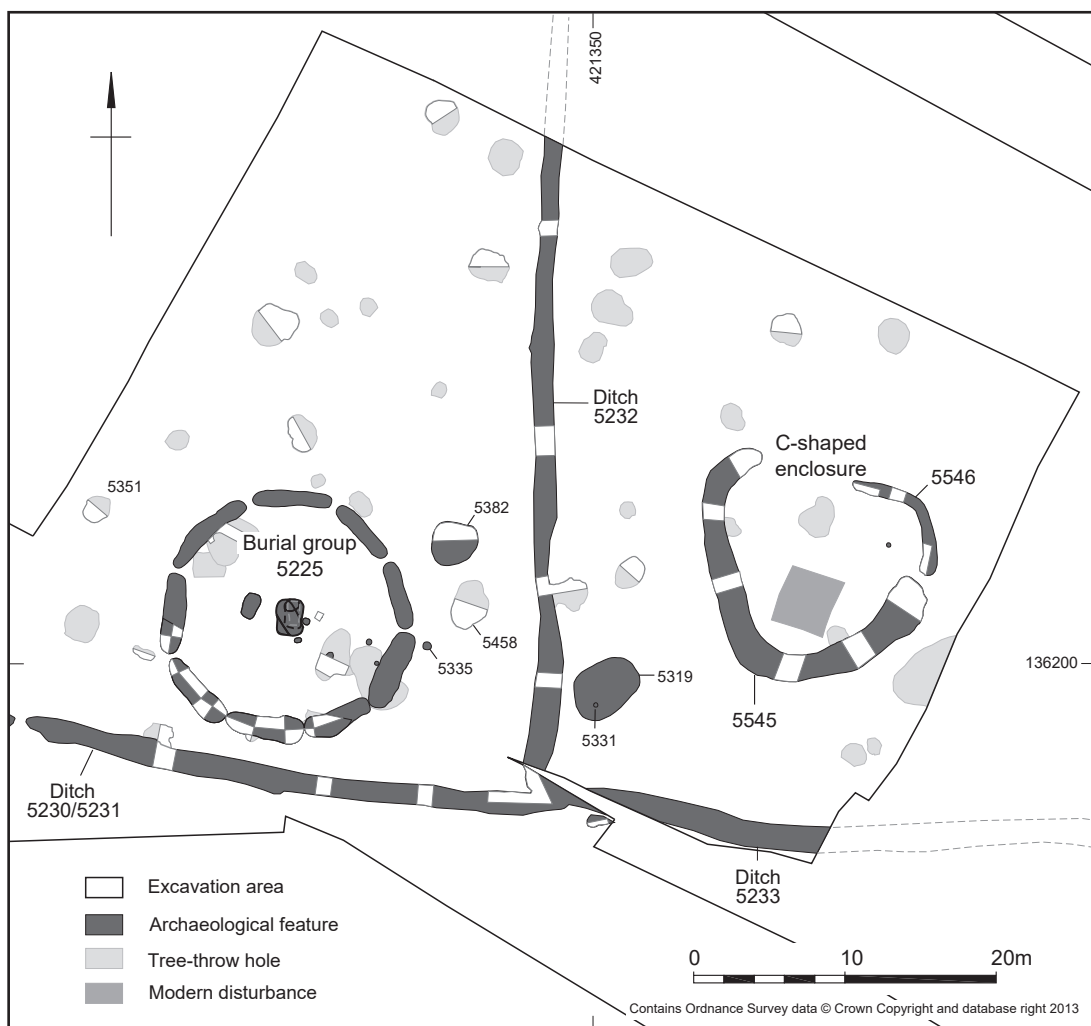 421350
Ditch
5232
C-shaped
enclosure
5546
5351
5382
Burial group
5225
5458
5335
5319
136200
5331
5545
Ditch
5230/5231
Ditch
5233
Excavation area
Archaeological feature
Tree-throw hole
Modern disturbance
0 10 20m
Contains Ordnance Survey data © Crown Copyright and database right 2013